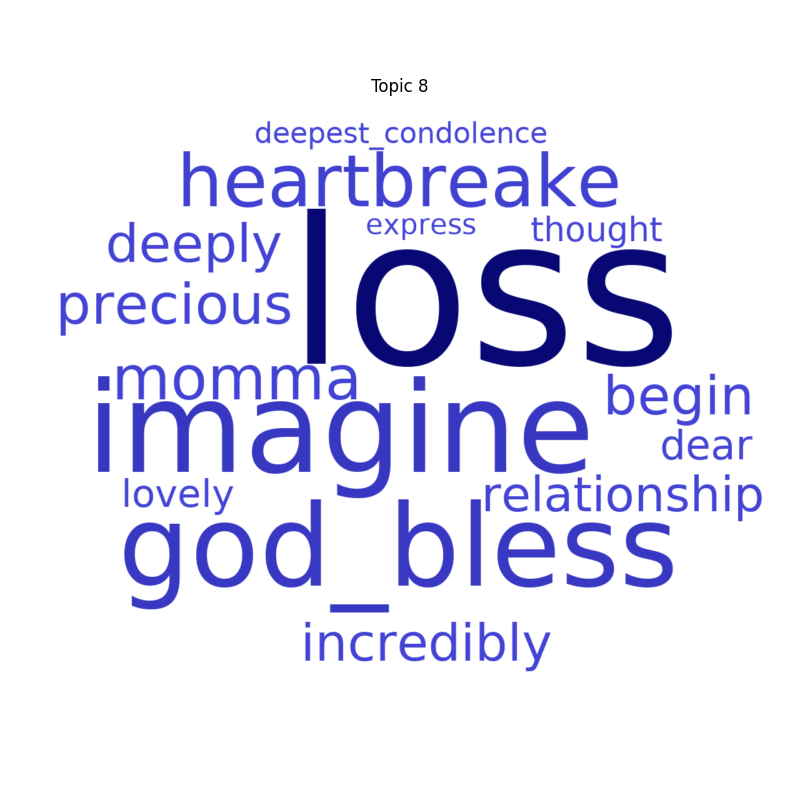 Topic 8
deepest_condolence
heartbreake
express
thought
deeply
loss
precious
momma
imagine
begin
dear
lovely
relationship
god_bless
incredibly